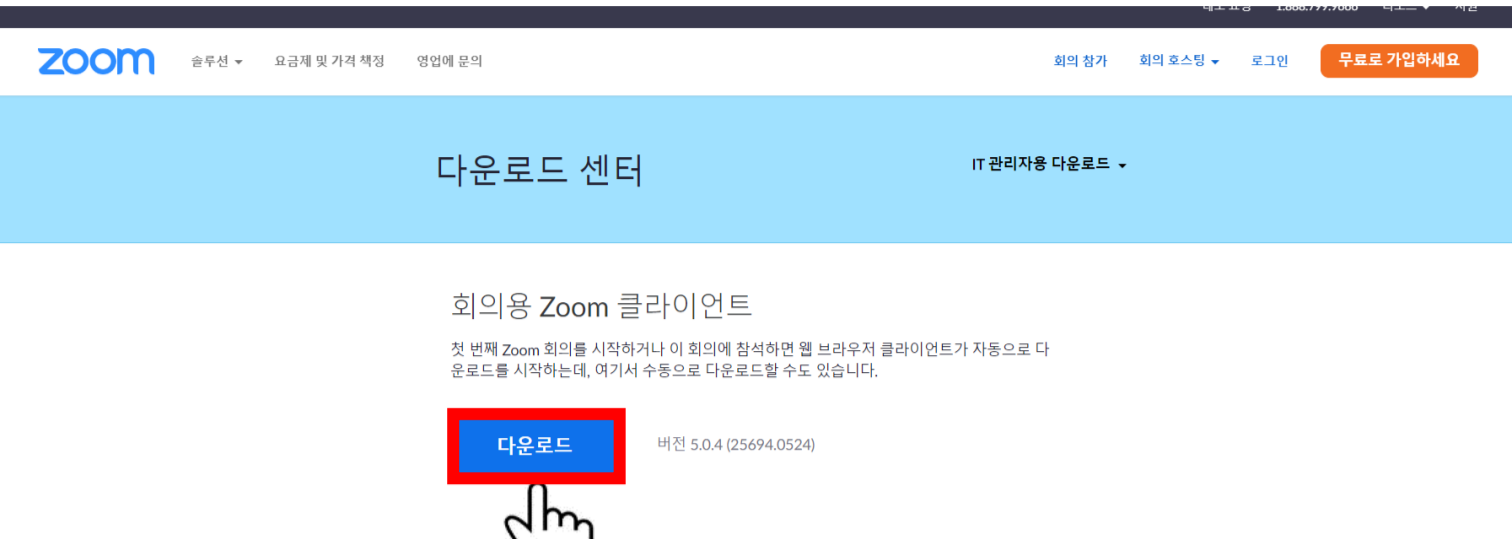 1.888.799.9666
zoom
솔루션 요금제 및 가격 책정 영업에 문의 회의 참가 회의 호스팅 로그인 무료로 가입하세요
다운로드 센터 IT 관리자용 다운로드
회의용 Zoom 클라이언트
첫 번째 Zoom 회의를 시작하거나 이 회의에 참석하면 웹 브라우저 클라이언트가 자동으로 다
운로드를 시작하는데, 여기서 수동으로 다운로드할 수도 있습니다.
다운로드 버전 5.0.4 (25694.0524)